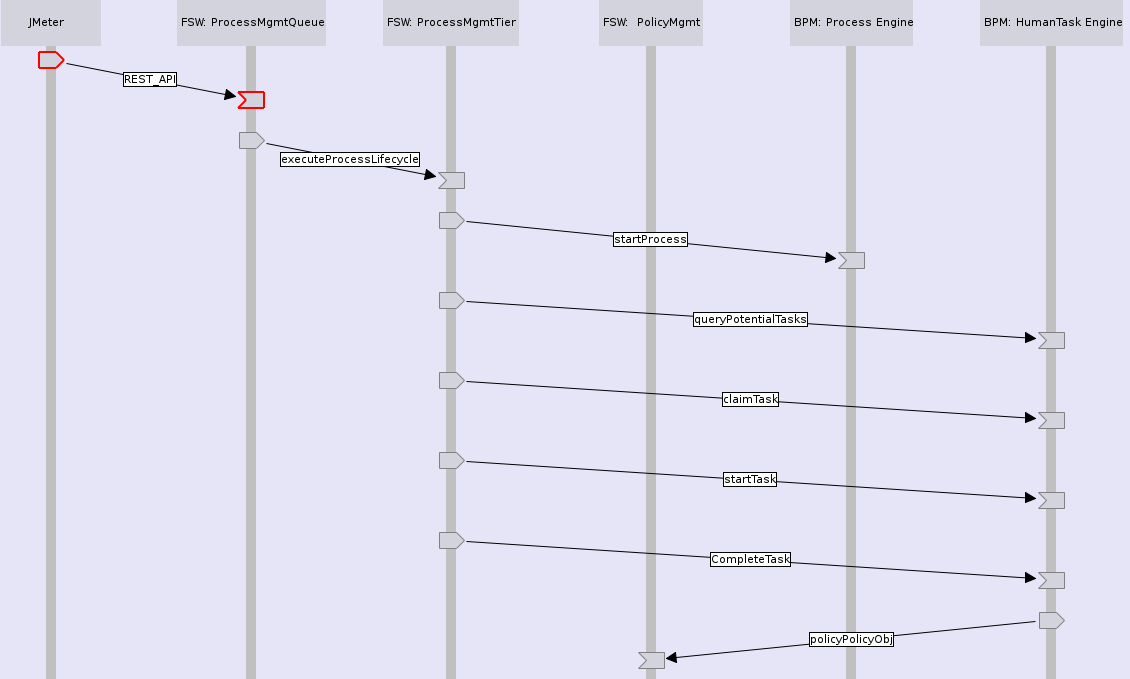 JMeter
FSW: ProcessMgmtQueue
FSW: ProcessMgmtTier
FSW:  PolicyMgmt
BPM: Process Engine
BPM: HumanTask Engine
REST_API
executeProcessLifecycle
startProcess
queryPotentialTasks
claimTask
startTask
CompleteTask
policyPolicyObj